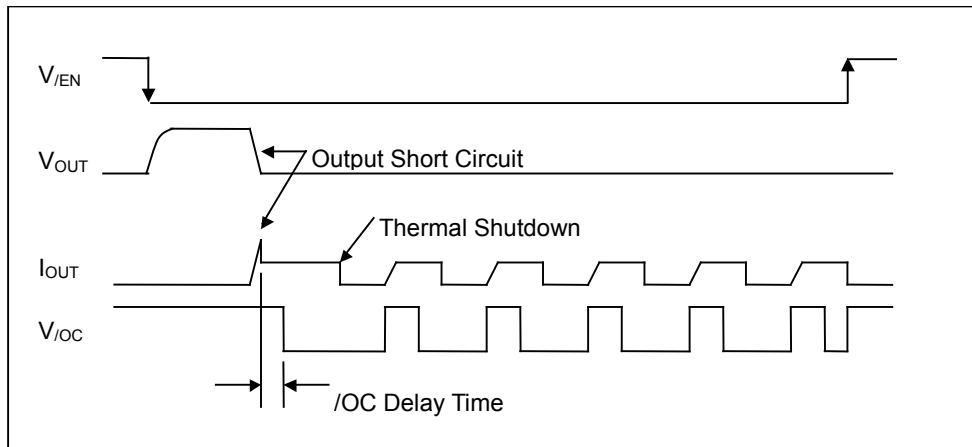 V/EN
VOUT
Output Short Circuit
Thermal Shutdown
IOUT
V/OC
/OC Delay Time